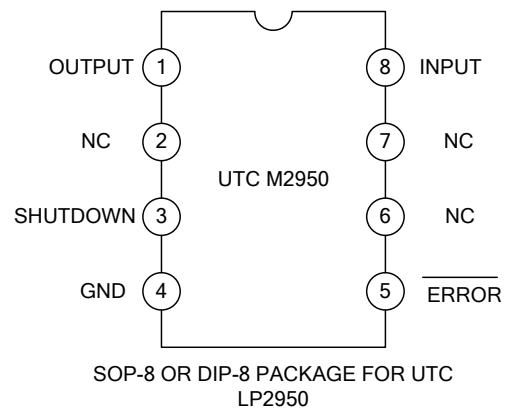 OUTPUT 1 8 INPUT
NC 2 7 NC
UTC M2950
SHUTDOWN 3 6 NC
GND 4 5 ERROR
SOP-8 OR DIP-8 PACKAGE FOR UTC
LP2950